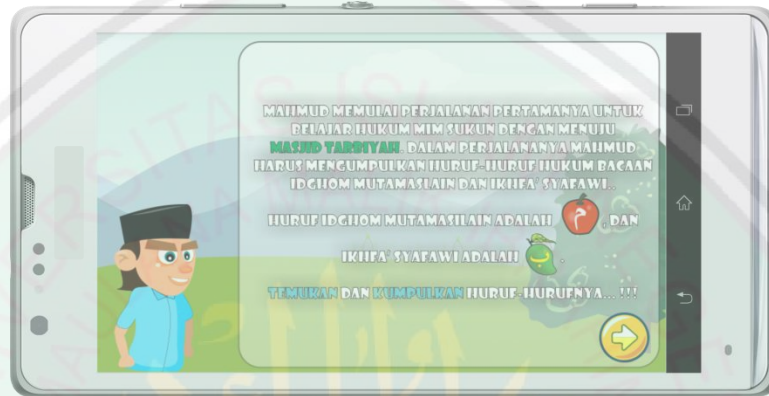 MAHMUD MEMULAI PERJALANAN PERTAMANYA UNTUK
BELAJAR HUKUM MIM SUKUN DENGAN MENUJU
MASJID TARBIYAH. DALAM PERJALANANYA MAHMUD
HARUS MENGUMPULKAN HURUF-HURUF HUKUM BACAAN
IDGHOM MUTAMASLAIN DAN IKHFA' SYAFAWI..
HURUF IDGHOM MUTAMASILAIN ADALAH م , DAN
IKHFA' SYAFAWI ADALAH ب .
TEMUKAN DAN KUMPULKAN HURUF-HURUFNYA... !!!